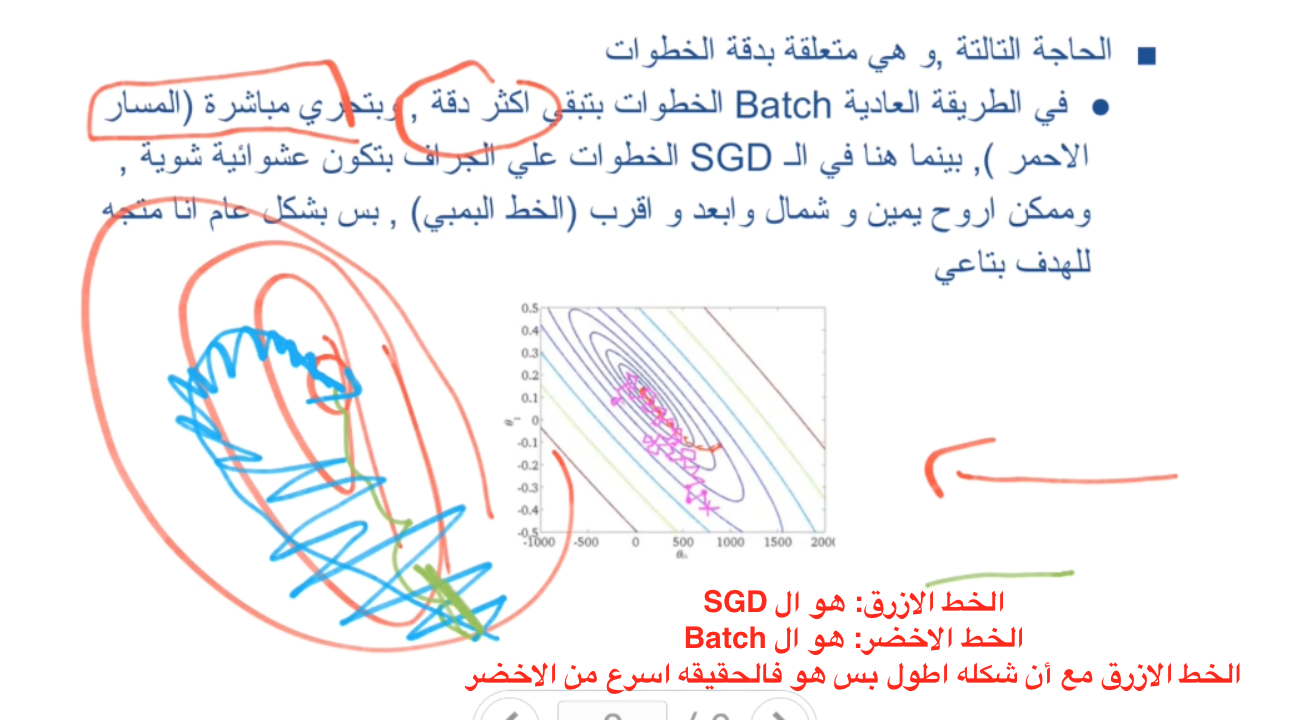 الحاجة التالتة ,و هي متعلقة بدقة الخطوات
في الطريقة العادية Batch الخطوات بتبقى اكثر دقة , وبتجري مباشرة (المسار
الاحمر ), بينما هنا في الـ SGD الخطوات علي الجراف بتكون عشوائية شوية ,
وممكن اروح يمين و شمال وابعد و اقرب (الخط البمبي) , بس بشكل عام انا متجه
للهدف بتاعي
0.5
0.4
0.3
0.2
0.1
0
-0.1
-0.2
-0.3
-0.4
-0.5
θ1
-1000 -500 0 500 1000 1500 2000
θ0
الخط الازرق: هو ال SGD
الخط الاخضر: هو ال Batch
الخط الازرق مع أن شكله اطول بس هو فالحقيقه اسرع من الاخضر